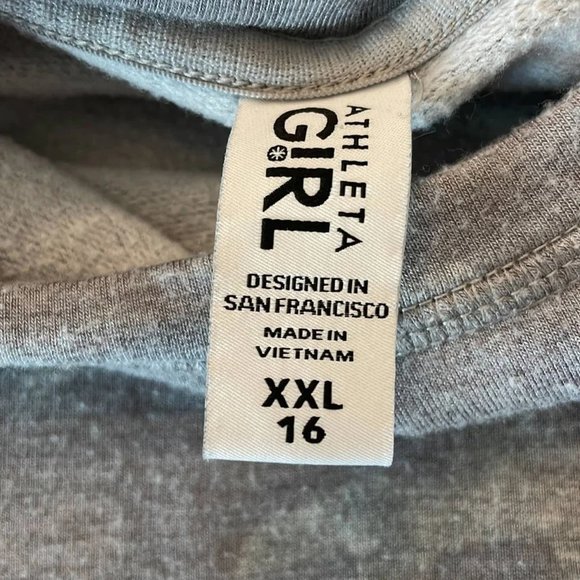 ATHLETA
GIRL
DESIGNED IN
SAN FRANCISCO
MADE IN
VIETNAM
XXL
16